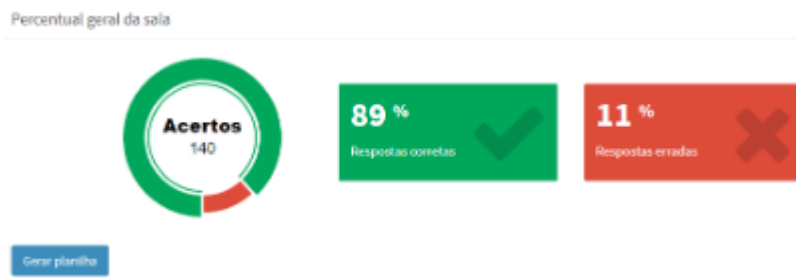 Percentual geral da sala
Acertos
140
89 %
Respostas corretas
11 %
Respostas erradas
Gerar planilha